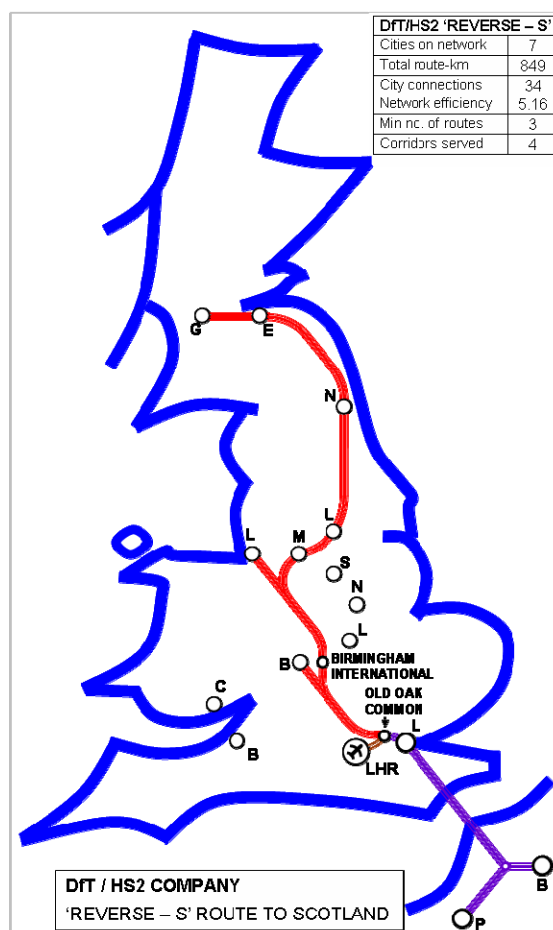 DfT/HS2 ‘REVERSE – S’
Cities on network 7
Total route-km 849
City connections 34
Network efficiency 5.16
Min no. of routes 3
Corridors served 4
G E
N
L
L M
S
N
L
B BIRMINGHAM
INTERNATIONAL
OLD OAK
COMMON
C
L
B
LHR
B
P
DfT / HS2 COMPANY
‘REVERSE – S’ ROUTE TO SCOTLAND